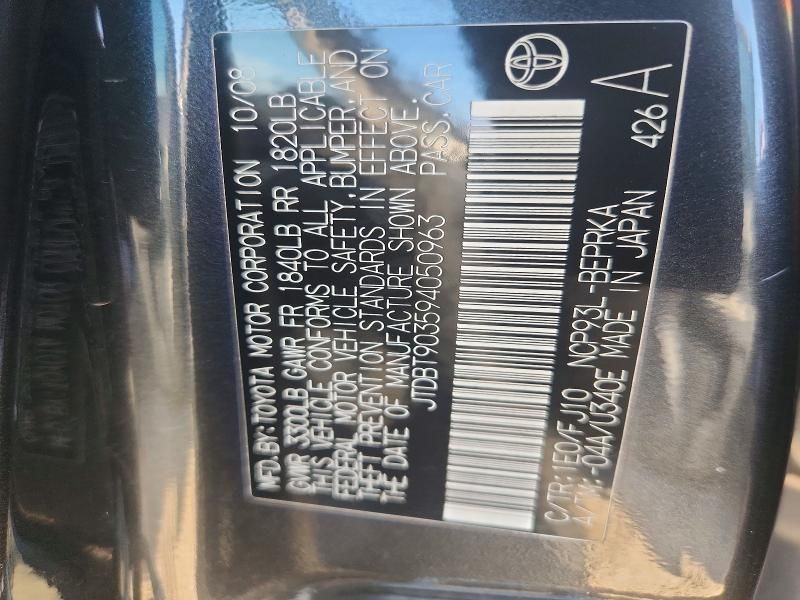 MFD.BY:TOYOTA MOTOR CORPORATION 10/08
GVWR 3300LB GAWR FR 1840LB RR 1820LB
THIS VEHICLE CONFORMS TO ALL APPLICABLE
FEDERAL MOTOR VEHICLE SAFETY,BUMPER,AND
THEFT PREVENTION STANDARDS IN EFFECT ON
THE DATE OF MANUFACTURE SHOWN ABOVE.
JTDBT903594050963 PASS.CAR
C/TR:1E0/FJ10 NCP93L-BEPRKA
A/TM:-04A/U340E MADE IN JAPAN 426 A